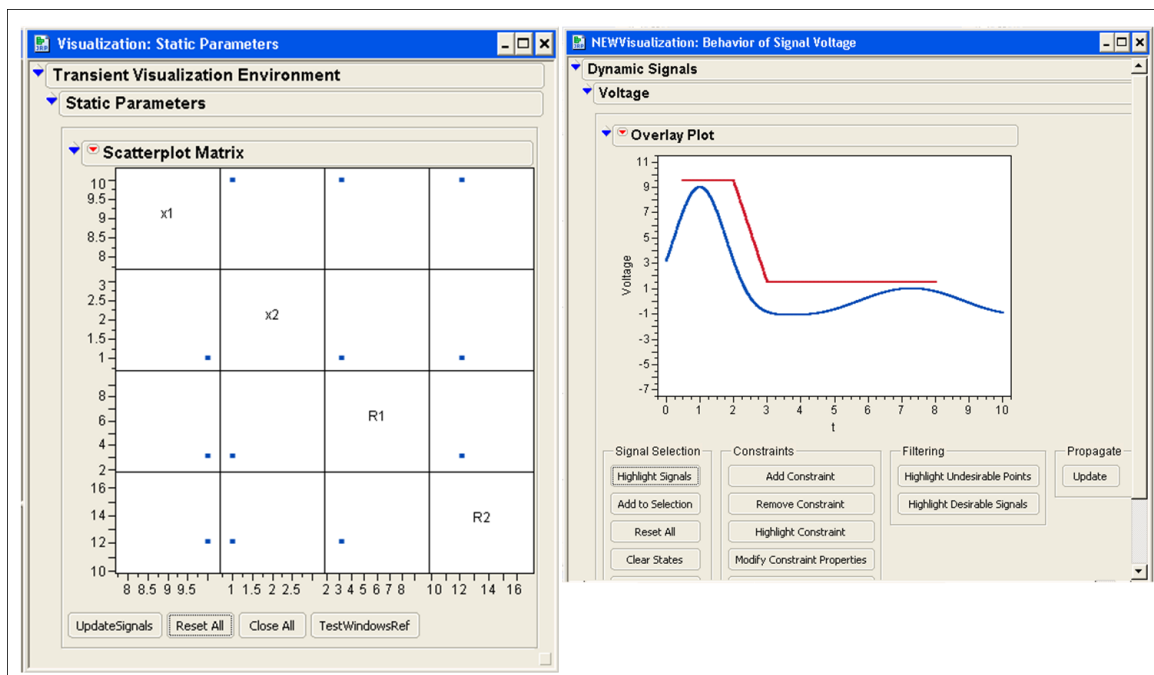 Visualization: Static Parameters
Transient Visualization Environment
Static Parameters
Scatterplot Matrix
10
9.5
9
8.5
8
x1
3
2.5
2
1.5
1
x2
8
6
4
2
R1
16
14
12
10
R2
8 8.5 9 9.5 1 1.5 2 2.5 2 3 4 5 6 7 8 10 12 14 16
UpdateSignals Reset All Close All TestWindowsRef
NEWVisualization: Behavior of Signal Voltage
Dynamic Signals
Voltage
Overlay Plot
11
9
7
5
3
1
-1
-3
-5
-7
Voltage
0 1 2 3 4 5 6 7 8 9 10
t
Signal Selection Constraints Filtering Propagate
Highlight Signals Add Constraint Highlight Undesirable Points Update
Add to Selection Remove Constraint Highlight Desirable Signals
Reset All Highlight Constraint
Clear States Modify Constraint Properties